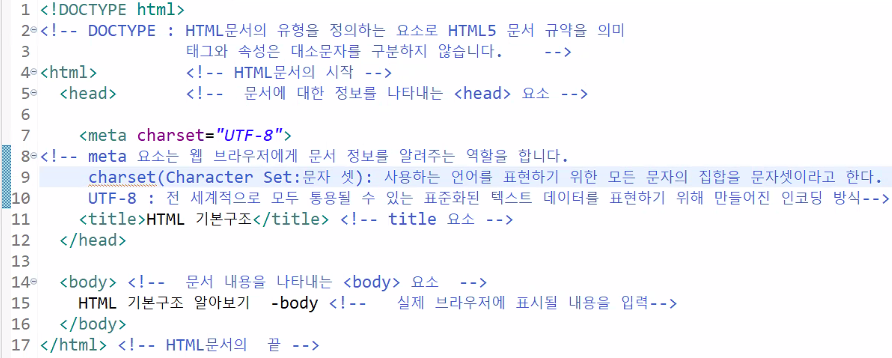 1 <!DOCTYPE html>
2 <!-- DOCTYPE : HTML문서의 유형을 정의하는 요소로 HTML5 문서 규약을 의미
3 태그와 속성은 대소문자를 구분하지 않습니다. -->
4 <html> <!-- HTML문서의 시작 -->
5 <head> <!-- 문서에 대한 정보를 나타내는 <head> 요소 -->
6
7 <meta charset="UTF-8">
8 <!-- meta 요소는 웹 브라우저에게 문서 정보를 알려주는 역할을 합니다.
9 charset(Character Set:문자 셋): 사용하는 언어를 표현하기 위한 모든 문자의 집합을 문자셋이라고 한다.
10 UTF-8 : 전 세계적으로 모두 통용될 수 있는 표준화된 텍스트 데이터를 표현하기 위해 만들어진 인코딩 방식-->
11 <title>HTML 기본구조</title> <!-- title 요소 -->
12 </head>
13
14 <body> <!-- 문서 내용을 나타내는 <body> 요소 -->
15 HTML 기본구조 알아보기 -body <!-- 실제 브라우저에 표시될 내용을 입력-->
16 </body>
17 </html> <!-- HTML문서의 끝 -->